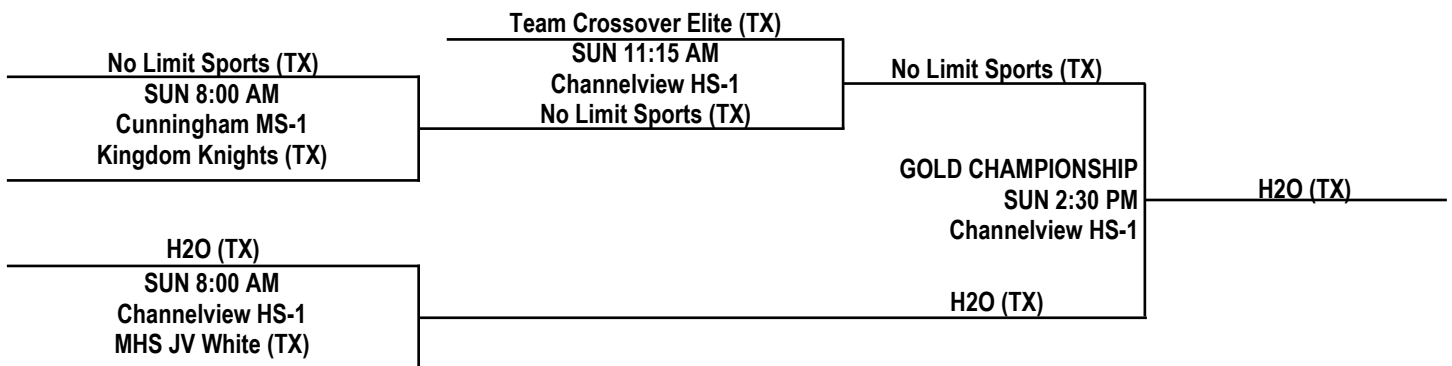 Team Crossover Elite (TX)
No Limit Sports (TX)
SUN 11:15 AM
Channelview HS-1
No Limit Sports (TX)
No Limit Sports (TX)
SUN 8:00 AM
Cunningham MS-1
Kingdom Knights (TX)
GOLD CHAMPIONSHIP
SUN 2:30 PM
Channelview HS-1
H2O (TX)
H2O (TX)
SUN 8:00 AM
Channelview HS-1
MHS JV White (TX)
H2O (TX)